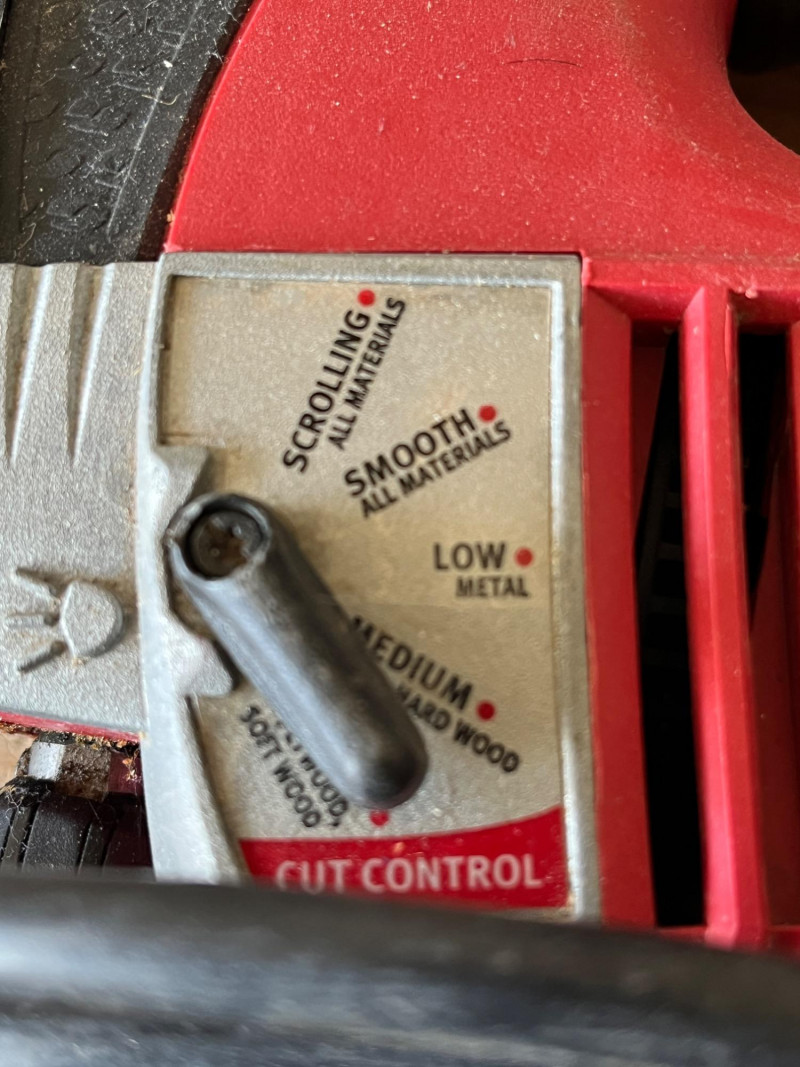 SCROLLING
ALL MATERIALS
SMOOTH
ALL MATERIALS
LOW
METAL
MEDIUM
HARD WOOD
SOFT WOOD
CUT CONTROL